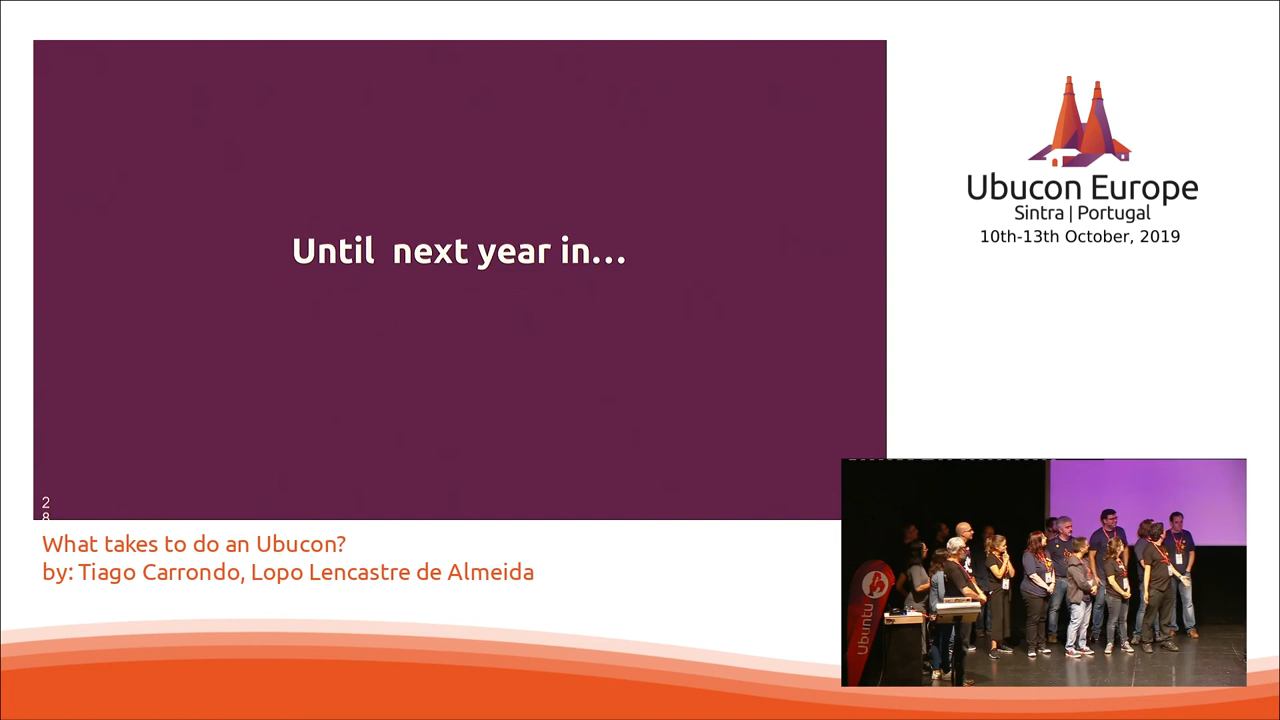 Until  next year in...
2
8
What takes to do an Ubucon?
by: Tiago Carrondo, Lopo Lencastre de Almeida
Ubucon Europe
Sintra | Portugal
10th-13th October, 2019
Ubuntu